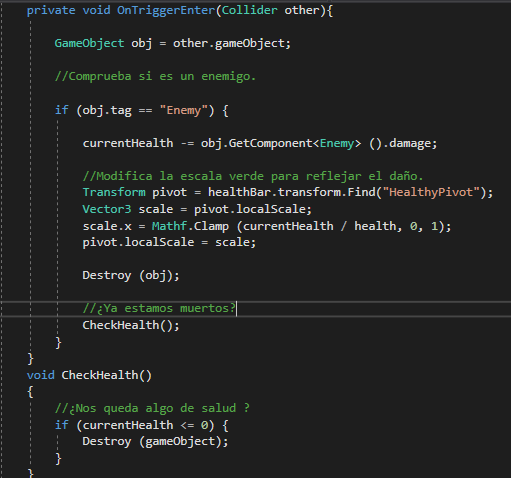 private void OnTriggerEnter(Collider other){
GameObject obj = other.gameObject;
//Comprueba si es un enemigo.
if (obj.tag == "Enemy") {
currentHealth -= obj.GetComponent<Enemy> ().damage;
//Modifica la escala verde para reflejar el daño.
Transform pivot = healthBar.transform.Find("HealthyPivot");
Vector3 scale = pivot.localScale;
scale.x = Mathf.Clamp (currentHealth / health, 0, 1);
pivot.localScale = scale;
Destroy (obj);
//¿Ya estamos muertos?
CheckHealth();
}
}
void CheckHealth()
{
//¿Nos queda algo de salud ?
if (currentHealth <= 0) {
Destroy (gameObject);
}
}